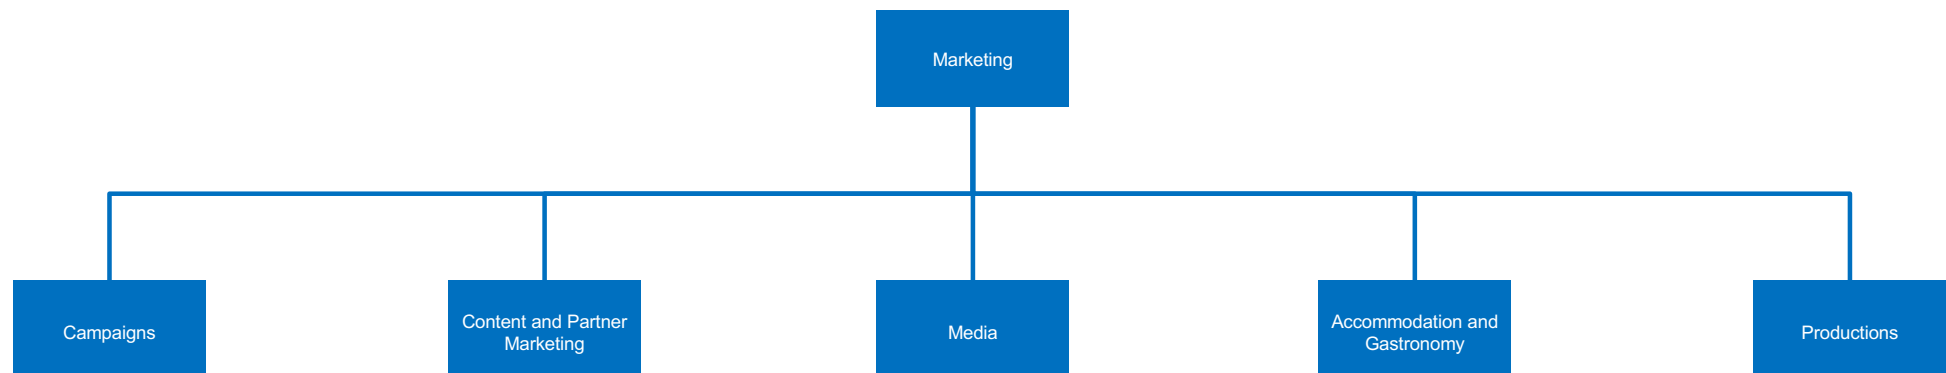 Marketing
Campaigns
Content and Partner
Marketing
Media
Accommodation and
Gastronomy
Productions